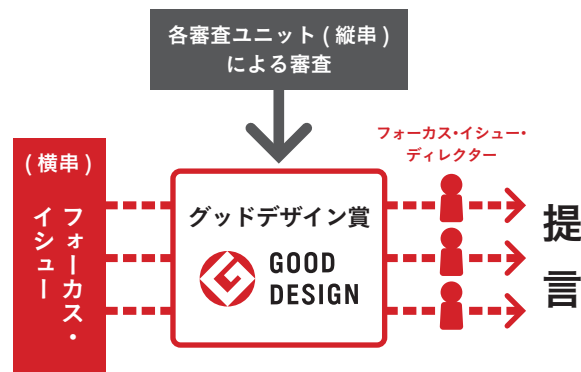 各審査ユニット(縦串)
による審査
フォーカス・イシュー・
ディレクター
(横串)
フォーカス・
イシュー
グッドデザイン賞
GOOD
DESIGN
提言